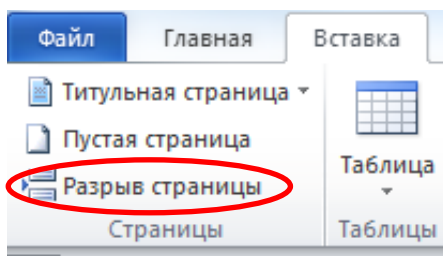 Файл Главная Вставка
Титульная страница
Пустая страница
Разрыв страницы
Таблица
Страницы Таблицы